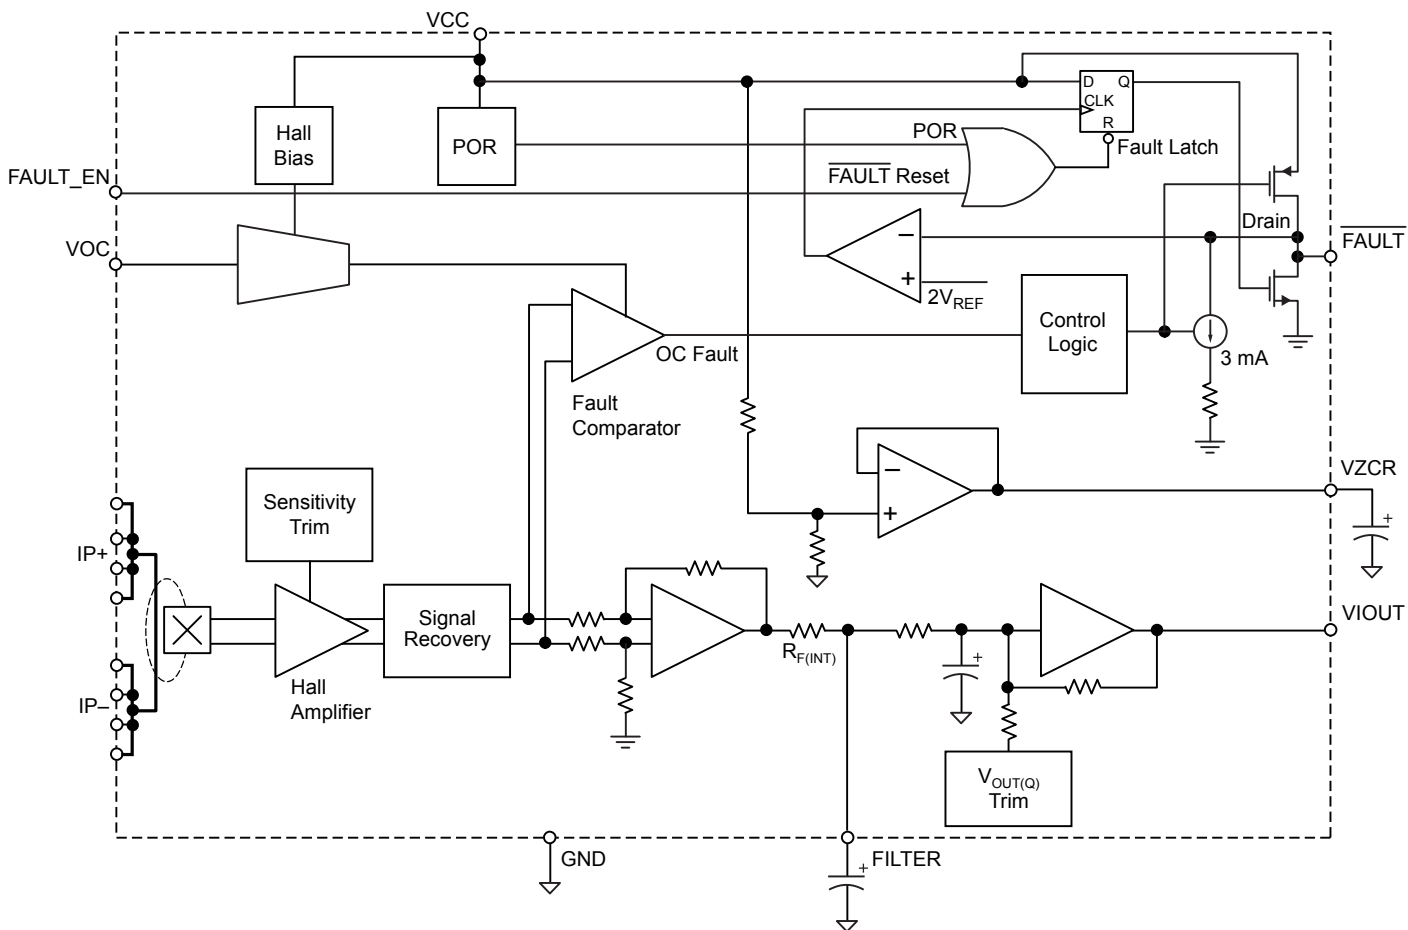 VCC
D Q
CLK
R
Hall
Bias
POR
POR
Fault Latch
FAULT_EN
FAULT Reset
Drain
FAULT
VOC
−
+
2VREF
Control
Logic
OC Fault
3 mA
Fault
Comparator
VZCR
+
−
+
Sensitivity
Trim
IP+
Signal
Recovery
VIOUT
RF(INT)
+
Hall
Amplifier
IP–
VOUT(Q)
Trim
GND
FILTER
+